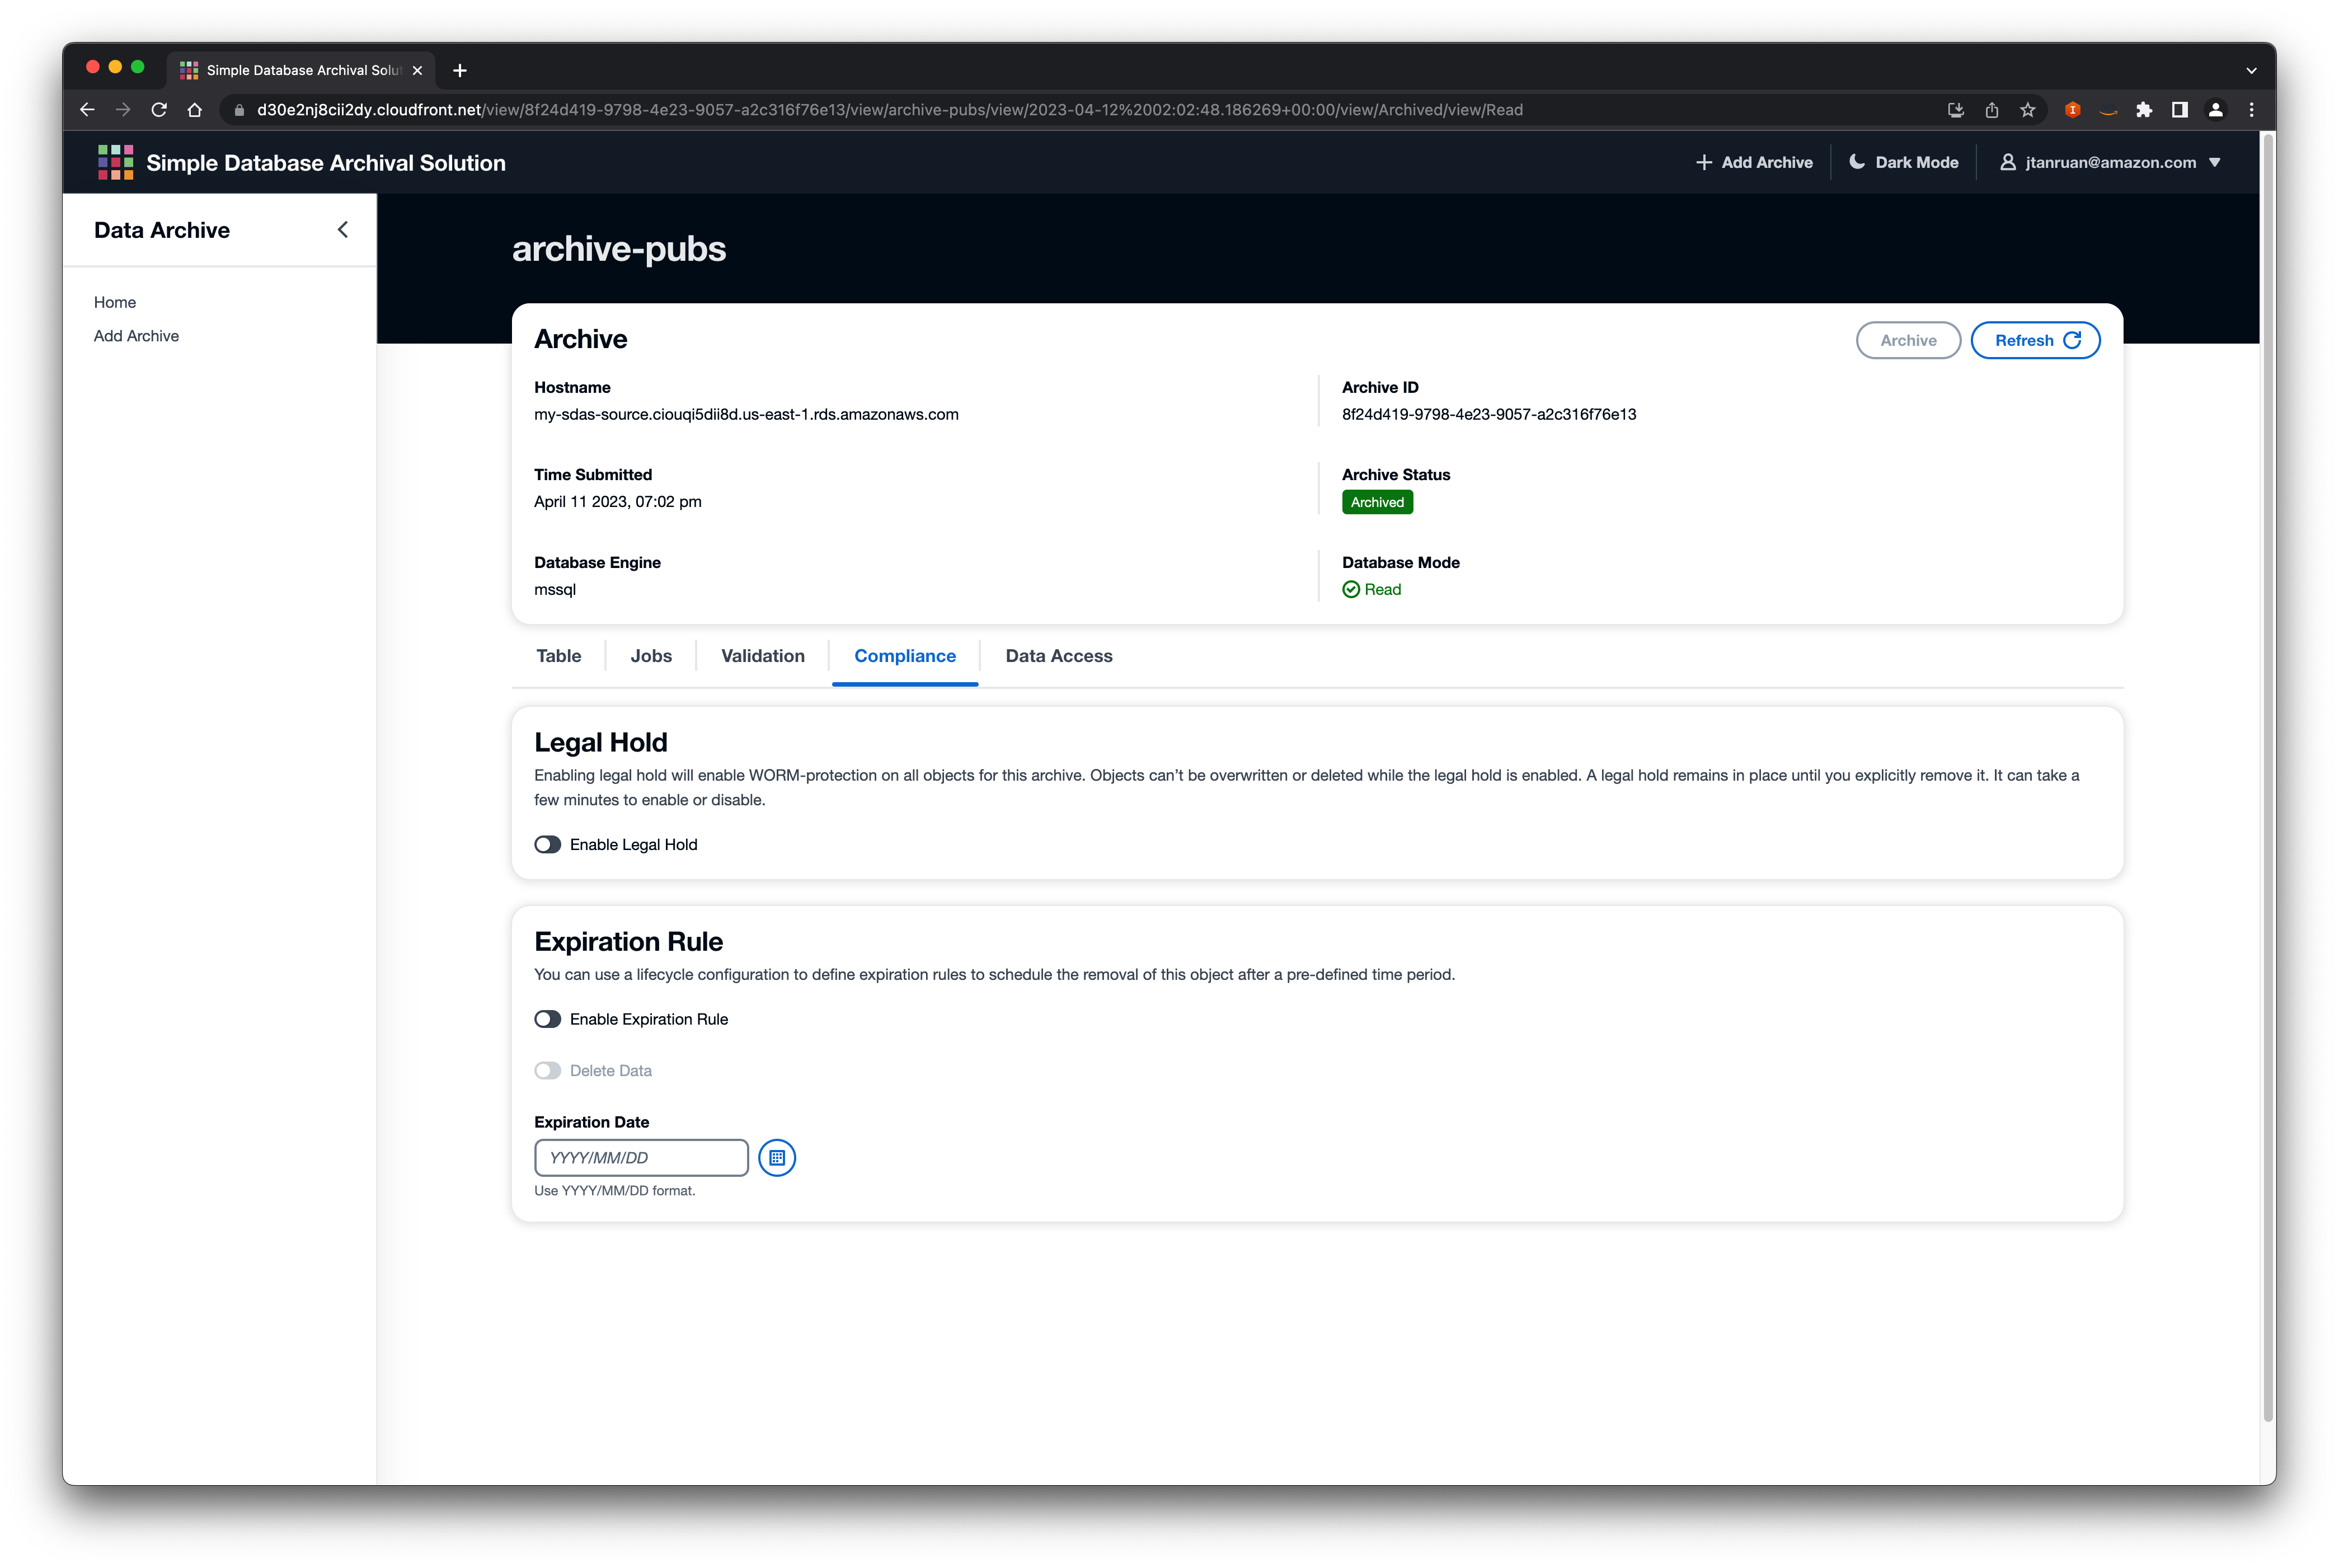 Simple Database Archival Solut
d30e2nj8cii2dy.cloudfront.net/view/8f24d419-9798-4e23-9057-a2c316f76e13/view/archive-pubs/view/2023-04-12%2002:02:48.186269+00:00/view/Archived/view/Read
Simple Database Archival Solution
Add Archive
Dark Mode
jtanruan@amazon.com
Data Archive
Home
Add Archive
archive-pubs
Archive
Archive
Refresh
Hostname
my-sdas-source.ciouqi5dii8d.us-east-1.rds.amazonaws.com
Archive ID
8f24d419-9798-4e23-9057-a2c316f76e13
Time Submitted
April 11 2023, 07:02 pm
Archive Status
Archived
Database Engine
mssql
Database Mode
Read
Table
Jobs
Validation
Compliance
Data Access
Legal Hold
Enabling legal hold will enable WORM-protection on all objects for this archive. Objects can’t be overwritten or deleted while the legal hold is enabled. A legal hold remains in place until you explicitly remove it. It can take a
few minutes to enable or disable.
Enable Legal Hold
Expiration Rule
You can use a lifecycle configuration to define expiration rules to schedule the removal of this object after a pre-defined time period.
Enable Expiration Rule
Delete Data
Expiration Date
YYYY/MM/DD
Use YYYY/MM/DD format.